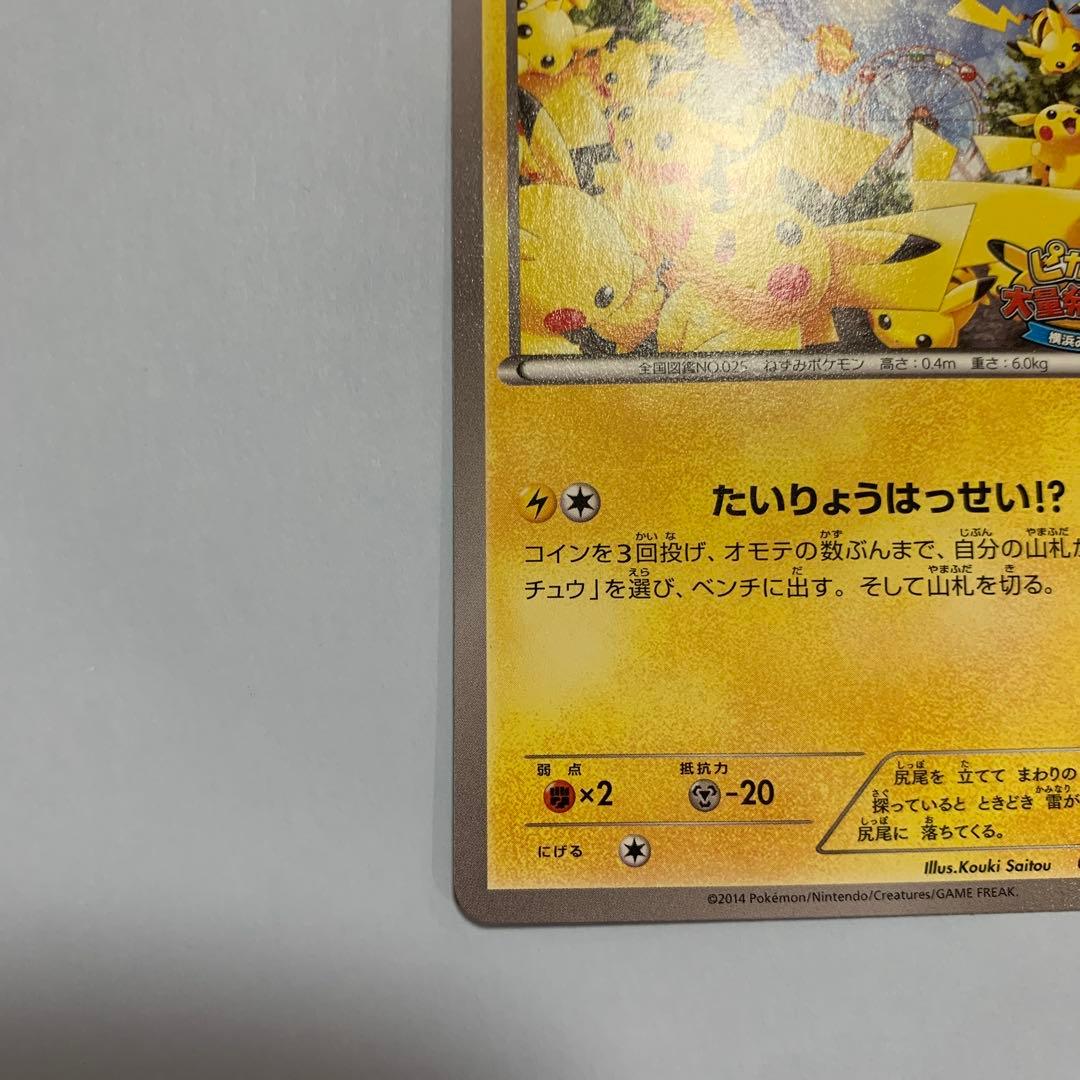 ピカ
大量発
横浜み
全国図鑑NO.025 ねずみポケモン 高さ:0.4m 重さ:6.0kg
たいりょうはっせい!?
コインを3回投げ、オモテの数ぶんまで、自分の山札か
チュウ」を選び、ベンチに出す。そして山札を切る。
弱点 抵抗力
×2 -20
にげる
尻尾を 立てて まわりの
探っていると ときどき 雷が
尻尾に 落ちてくる。
Illus.Kouki Saitou
©2014 Pokémon/Nintendo/Creatures/GAME FREAK.